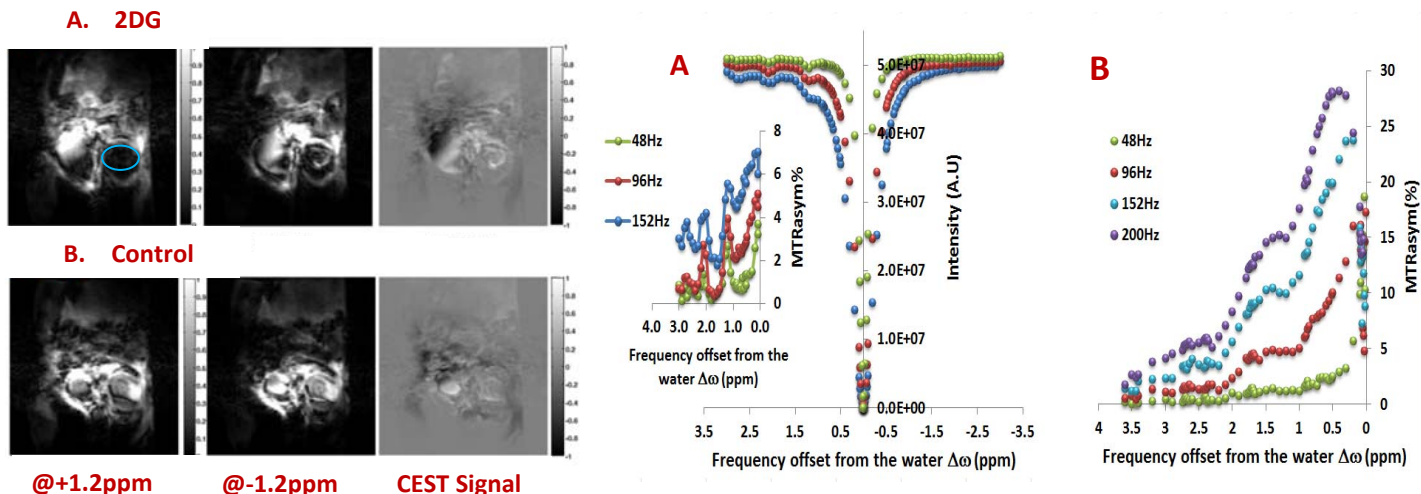 A. 2DG
B. Control
@+1.2ppm @-1.2ppm CEST Signal
A
48Hz
96Hz
152Hz
8
6
4
2
0
MTRasym%
4.0 3.0 2.0 1.0 0.0
Frequency offset from the
water Δω (ppm)
5.0E+07
4.0E+07
3.0E+07
2.0E+07
1.0E+07
0.0E+00
Intensity (A.U)
3.5 2.5 1.5 0.5 -0.5 -1.5 -2.5 -3.5
Frequency offset from the water Δω (ppm)
B
48Hz
96Hz
152Hz
200Hz
30
25
20
15
10
5
0
MTRasym(%)
4 3.5 3 2.5 2 1.5 1 0.5 0
Frequency offset from the water Δω (ppm)